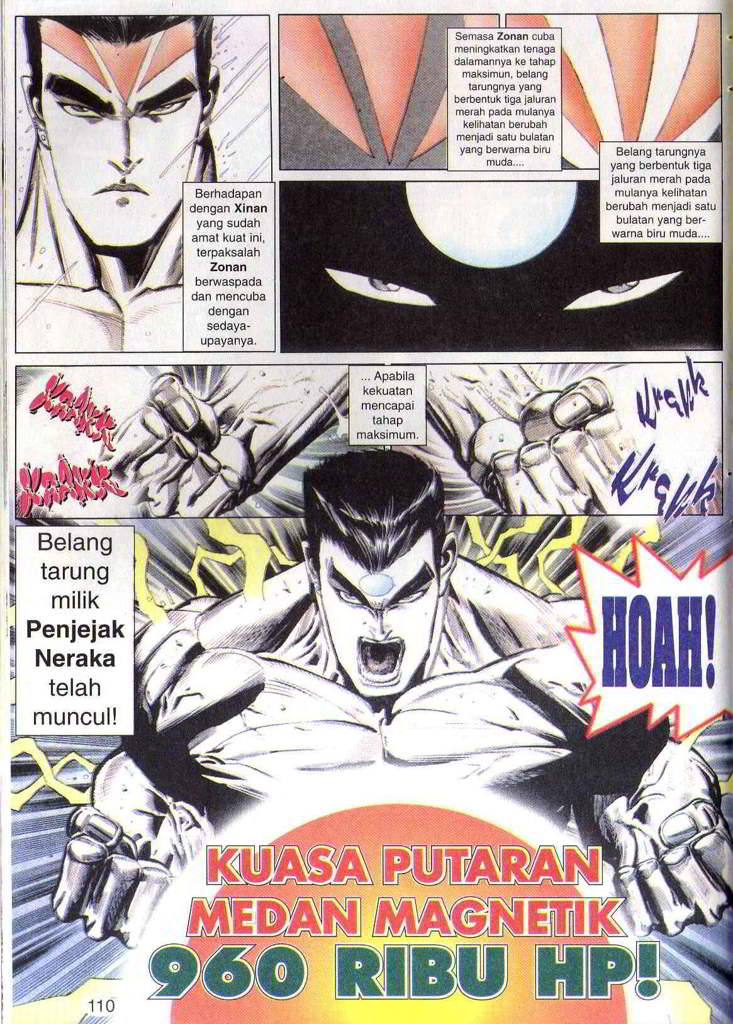 Berhadapan
dengan Xinan
yang sudah
amat kuat ini,
terpaksalah
Zonan
berwaspada
dan mencuba
dengan
sedaya-
upayanya.
Semasa Zonan cuba
meningkatkan tenaga
dalamannya ke tahap
maksimun, belang
tarungnya yang
berbentuk tiga jaluran
merah pada mulanya
kelihatan berubah
menjadi satu bulatan
yang berwarna biru
muda....
Belang tarungnya
yang berbentuk tiga
jaluran merah pada
mulanya kelihatan
berubah menjadi satu
bulatan yang ber-
warna biru muda....
KRAKK
KRAKK
... Apabila
kekuatan
mencapai
tahap
maksimum.
Krakk
Krakk
Belang
tarung
milik
Penjejak
Neraka
telah
muncul!
HOAH!
KUASA PUTARAN
MEDAN MAGNETIK
960 RIBU HP!
110